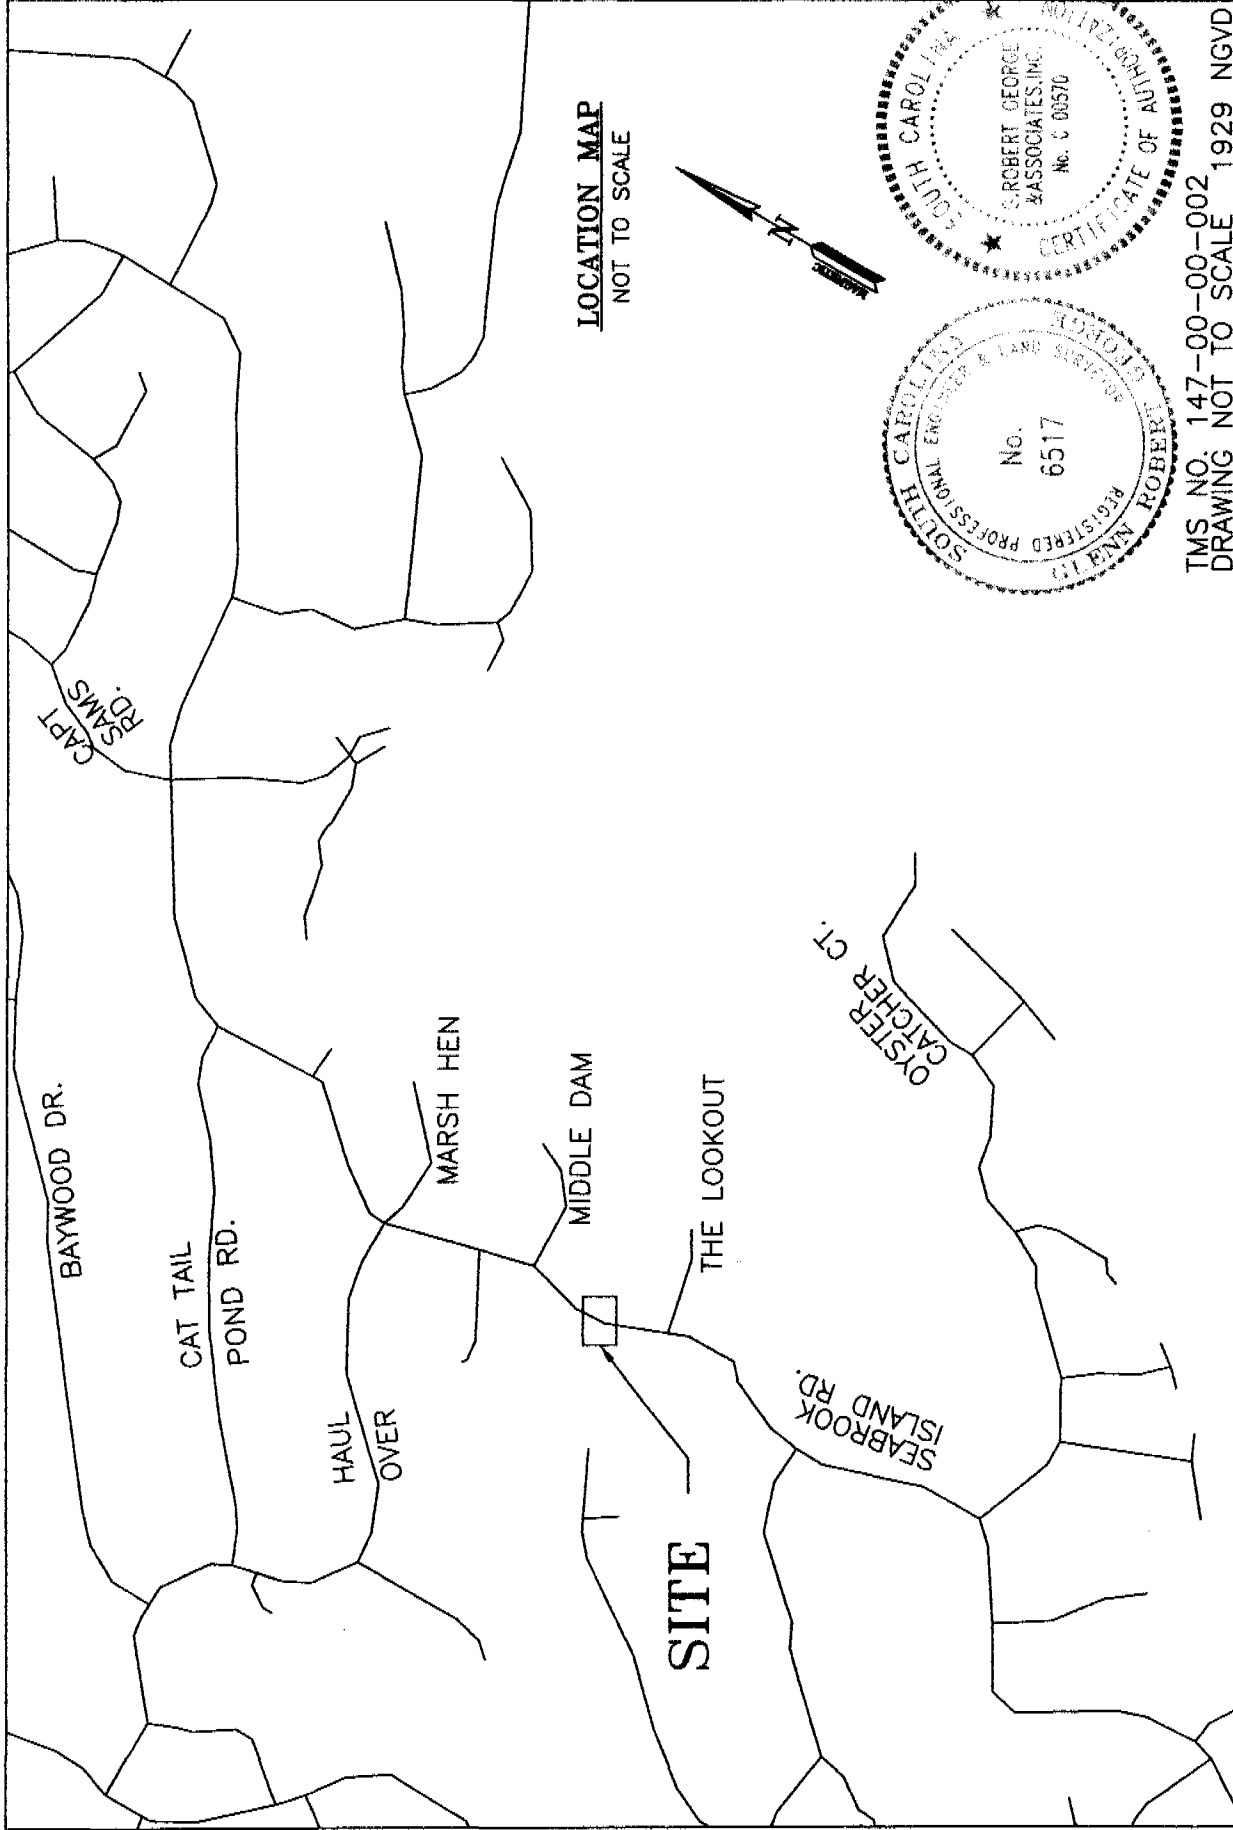 BAYWOOD DR.
CAT TAIL
POND RD.
HAUL
OVER
MARSH HEN
MIDDLE DAM
THE LOOKOUT
SITE
SEABROOK
ISLAND RD.
OYSTER
CATCHER CT.
CAPT
SAMS
RD.
LOCATION MAP
NOT TO SCALE
N
MAGNETIC
SOUTH CAROLINA
REGISTERED PROFESSIONAL ENGINEER & LAND SURVEYOR
No.
6517
GLENN ROBERT GEORGE
SOUTH CAROLINA
G.ROBERT GEORGE
&ASSOCIATES,INC.
No. C 00570
CERTIFICATE OF AUTHORIZATION
TMS NO. 147-00-00-002
DRAWING NOT TO SCALE 1929 NGVD